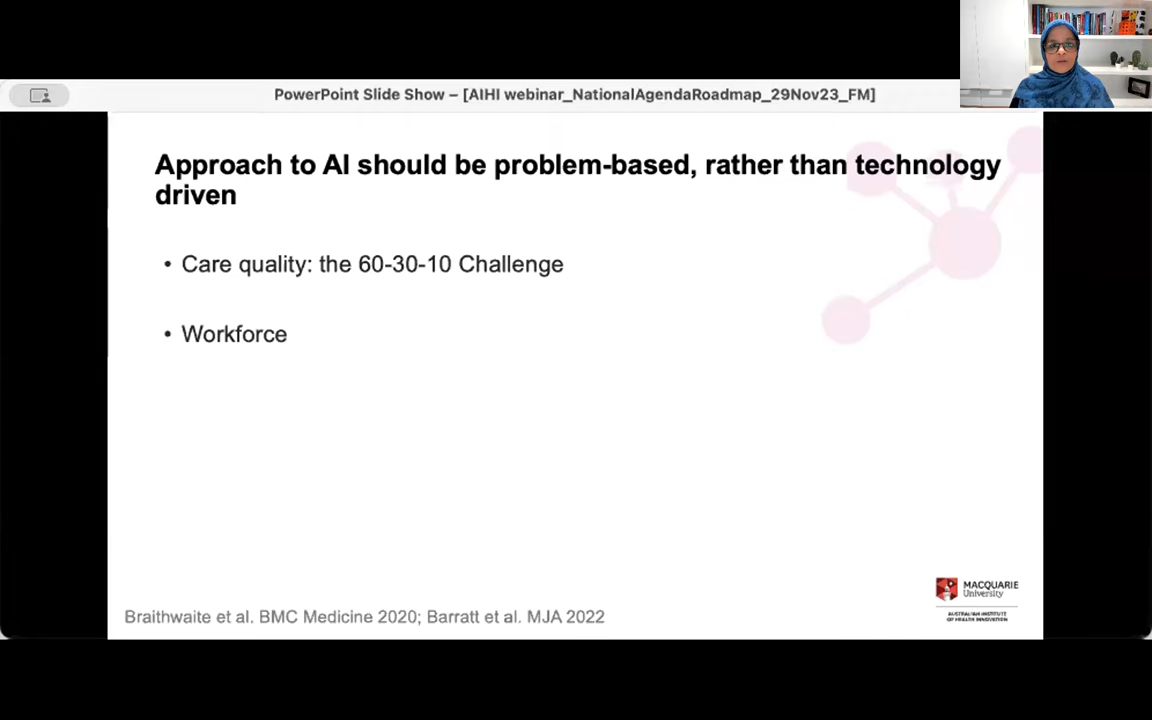 PowerPoint Slide Show – [AIHI webinar_NationalAgendaRoadmap_29Nov23_FM]
Approach to AI should be problem-based, rather than technology
driven
• Care quality: the 60-30-10 Challenge
• Workforce
MACQUARIE
University
AUSTRALIAN INSTITUTE
OF HEALTH INNOVATION
Braithwaite et al. BMC Medicine 2020; Barratt et al. MJA 2022